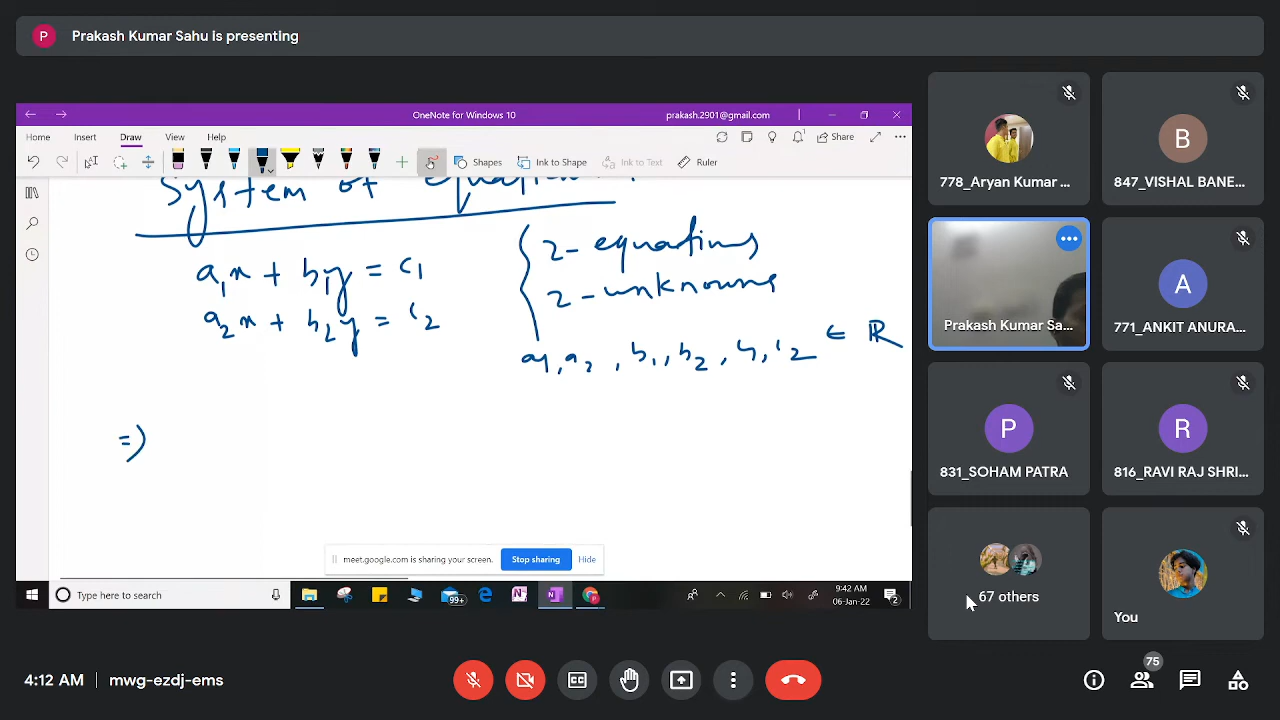 P Prakash Kumar Sahu is presenting
OneNote for Windows 10
prakash.2901@gmail.com
Home Insert Draw View Help
Share
Shapes Ink to Shape Ink to Text Ruler
System of equations
a₁x + b₁y = c₁
a₂x + b₂y = c₂
2 - equations
2 - unknowns
a₁, a₂, b₁, b₂, c₁, c₂ ∈ ℝ
=)
meet.google.com is sharing your screen. Stop sharing Hide
Type here to search
99+
9:42 AM
06-Jan-22
2
778_Aryan Kumar ...
B
847_VISHAL BANE...
Prakash Kumar Sa...
A
771_ANKIT ANURA...
P
831_SOHAM PATRA
R
816_RAVI RAJ SHRI...
67 others
You
4:12 AM | mwg-ezdj-ems
75